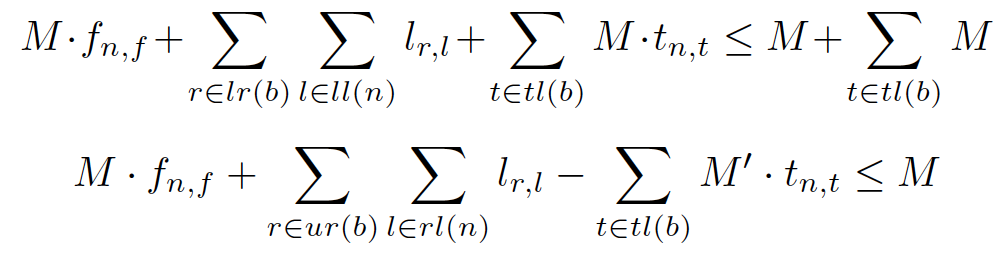 M · f_{n,f} + ∑_{r∈lr(b)} ∑_{l∈ll(n)} l_{r,l} + ∑_{t∈tl(b)} M · t_{n,t} ≤ M + ∑_{t∈tl(b)} M
M · f_{n,f} + ∑_{r∈ur(b)} ∑_{l∈rl(n)} l_{r,l} − ∑_{t∈tl(b)} M′ · t_{n,t} ≤ M